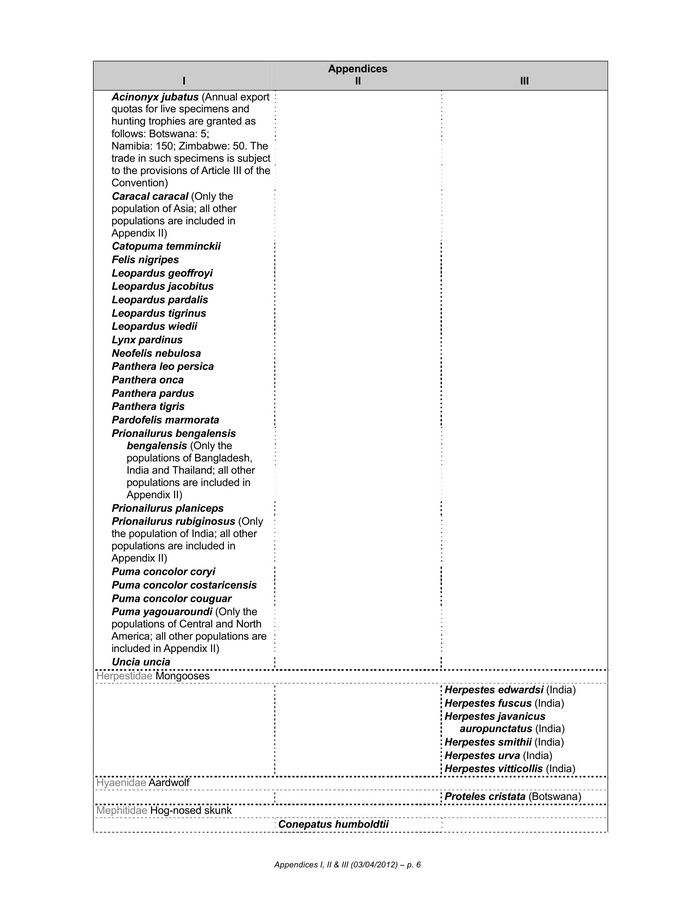 Appendices
I II III
Acinonyx jubatus (Annual export
quotas for live specimens and
hunting trophies are granted as
follows: Botswana: 5;
Namibia: 150; Zimbabwe: 50. The
trade in such specimens is subject
to the provisions of Article III of the
Convention)
Caracal caracal (Only the
population of Asia; all other
populations are included in
Appendix II)
Catopuma temminckii
Felis nigripes
Leopardus geoffroyi
Leopardus jacobitus
Leopardus pardalis
Leopardus tigrinus
Leopardus wiedii
Lynx pardinus
Neofelis nebulosa
Panthera leo persica
Panthera onca
Panthera pardus
Panthera tigris
Pardofelis marmorata
Prionailurus bengalensis
bengalensis (Only the
populations of Bangladesh,
India and Thailand; all other
populations are included in
Appendix II)
Prionailurus planiceps
Prionailurus rubiginosus (Only
the population of India; all other
populations are included in
Appendix II)
Puma concolor coryi
Puma concolor costaricensis
Puma concolor couguar
Puma yagouaroundi (Only the
populations of Central and North
America; all other populations are
included in Appendix II)
Uncia uncia
Herpestidae Mongooses
Herpestes edwardsi (India)
Herpestes fuscus (India)
Herpestes javanicus
auropunctatus (India)
Herpestes smithii (India)
Herpestes urva (India)
Herpestes vitticollis (India)
Hyaenidae Aardwolf
Proteles cristata (Botswana)
Mephitidae Hog-nosed skunk
Conepatus humboldtii
Appendices I, II & III (03/04/2012) – p. 6